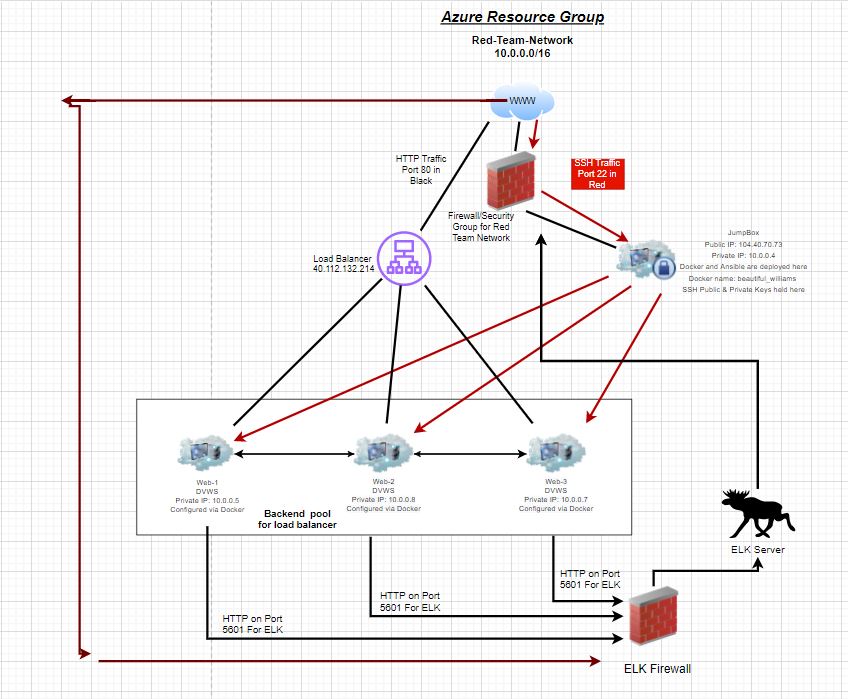 Azure Resource Group
Red-Team-Network
10.0.0.0/16
WWW
HTTP Traffic
Port 80 in
Black
SSH Traffic
Port 22 in
Red
Firewall/Security
Group for Red
Team Network
JumpBox
Public IP: 104.40.70.73
Private IP: 10.0.0.4
Docker and Ansible are deployed here
Docker name: beautiful_williams
SSH Public & Private Keys held here
Load Balancer
40.112.132.214
Web-1
DVWS
Private IP: 10.0.0.5
Configured via Docker
Web-2
DVWS
Private IP: 10.0.0.8
Configured via Docker
Web-3
DVWS
Private IP: 10.0.0.7
Configured via Docker
Backend pool
for load balancer
ELK Server
HTTP on Port
5601 For ELK
HTTP on Port
5601 For ELK
HTTP on Port
5601 For ELK
ELK Firewall